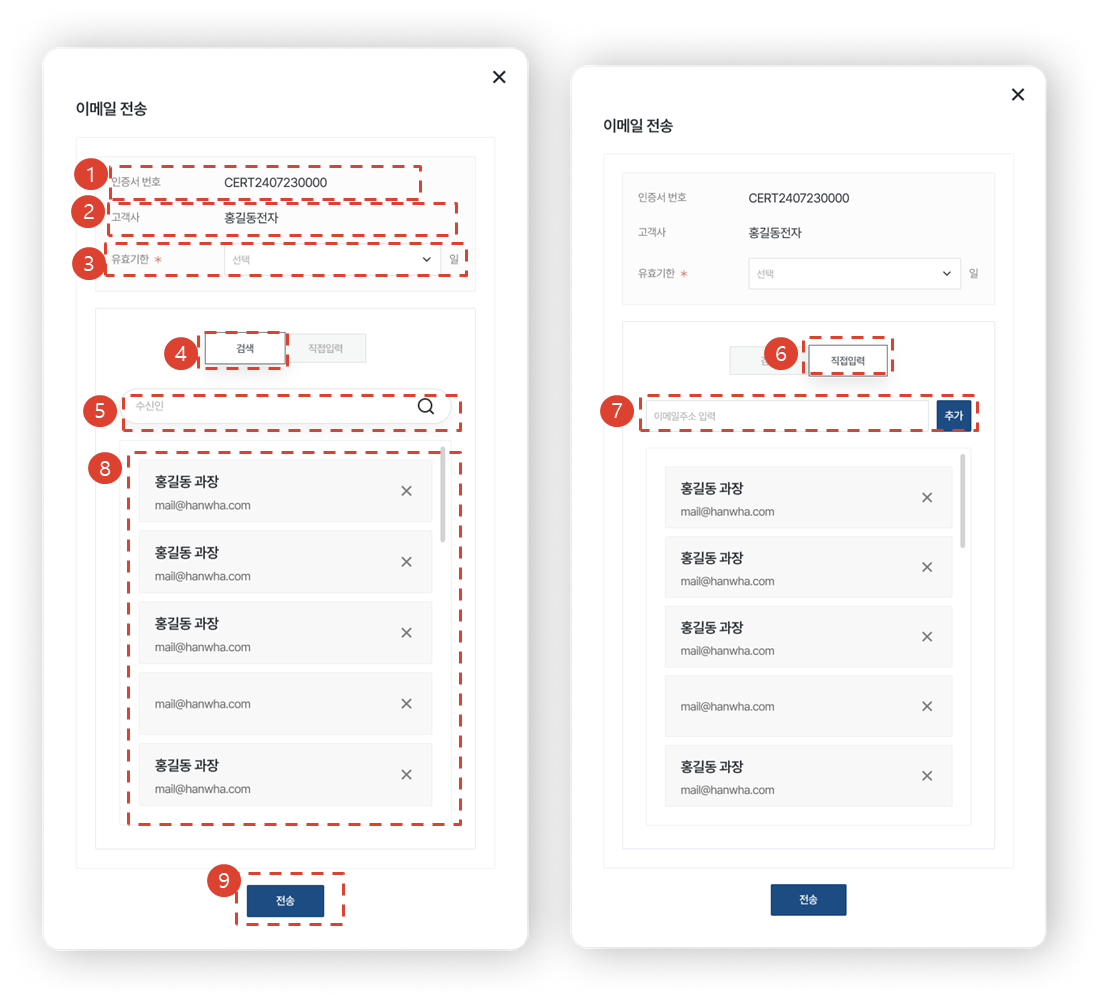 이메일 전송
1
인증서 번호 CERT2407230000
2
고객사 홍길동전자
3
유효기한 * 선택 일
4
검색 직접입력
5
수신인
8
홍길동 과장
mail@hanwha.com
홍길동 과장
mail@hanwha.com
홍길동 과장
mail@hanwha.com
mail@hanwha.com
홍길동 과장
mail@hanwha.com
9
전송
이메일 전송
인증서 번호 CERT2407230000
고객사 홍길동전자
유효기한 * 선택 일
6
직접입력
7
이메일주소 입력 추가
홍길동 과장
mail@hanwha.com
홍길동 과장
mail@hanwha.com
홍길동 과장
mail@hanwha.com
mail@hanwha.com
홍길동 과장
mail@hanwha.com
전송